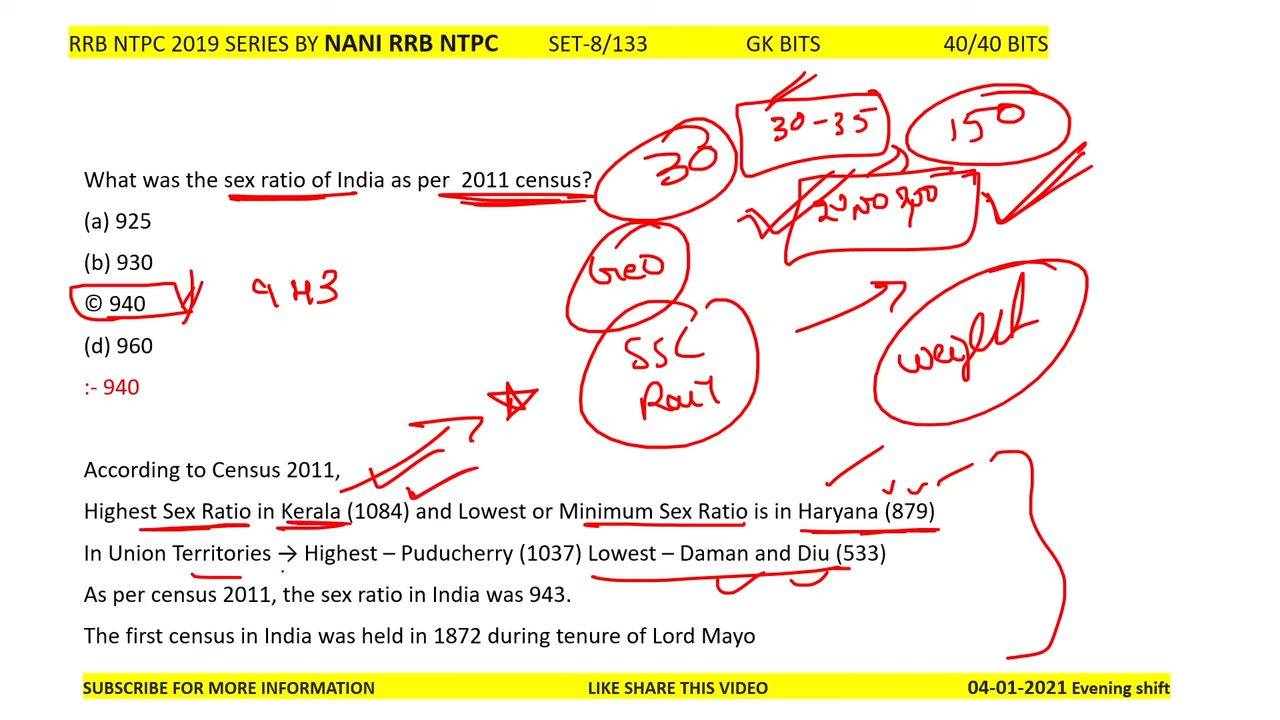 RRB NTPC 2019 SERIES BY NANI RRB NTPC SET-8/133 GK BITS 40/40 BITS
30 30-35 150
What was the sex ratio of India as per 2011 census?
(a) 925
(b) 930
Geo
© 940 943
(d) 960 SSC
weight
:- 940
According to Census 2011,
Highest Sex Ratio in Kerala (1084) and Lowest or Minimum Sex Ratio is in Haryana (879)
In Union Territories → Highest – Puducherry (1037) Lowest – Daman and Diu (533)
As per census 2011, the sex ratio in India was 943.
The first census in India was held in 1872 during tenure of Lord Mayo
SUBSCRIBE FOR MORE INFORMATION LIKE SHARE THIS VIDEO 04-01-2021 Evening shift